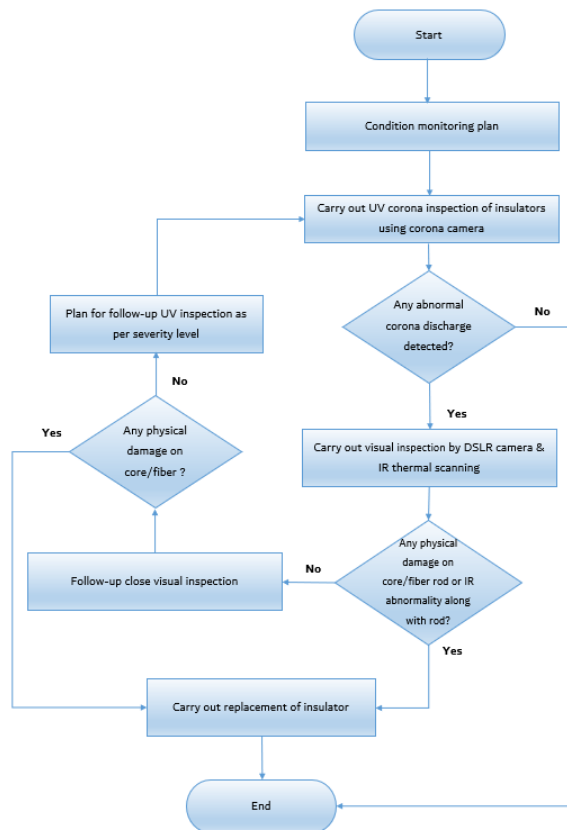 Start
Condition monitoring plan
Carry out UV corona inspection of insulators
using corona camera
Plan for follow-up UV inspection as
per severity level
Any abnormal
corona discharge
detected?
No
No
Yes
Yes
Any physical
damage on
core/fiber ?
Carry out visual inspection by DSLR camera &
IR thermal scanning
Any physical
damage on
core/fiber rod or IR
abnormality along
with rod?
No
Follow-up close visual inspection
Yes
Carry out replacement of insulator
End